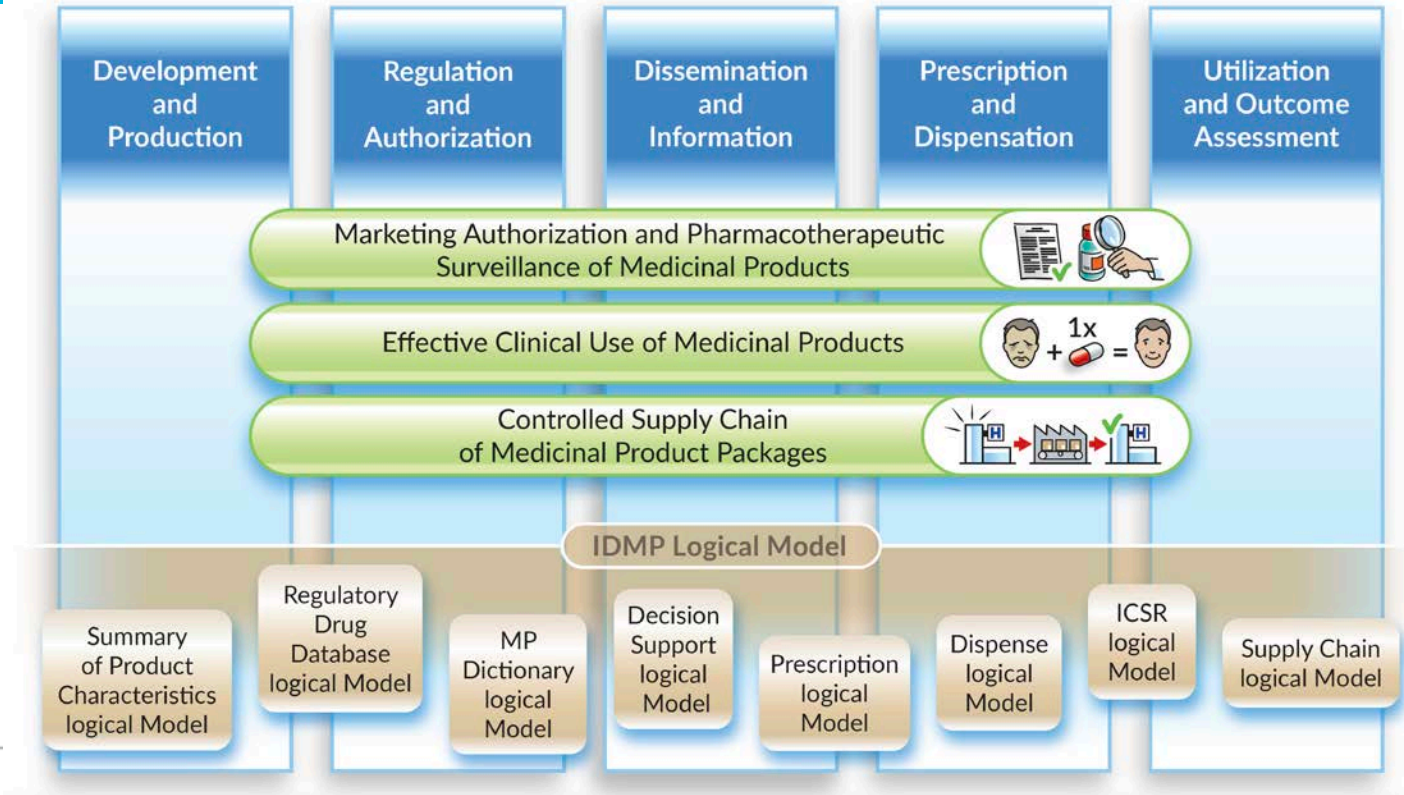 Development
and
Production
Regulation
and
Authorization
Dissemination
and
Information
Prescription
and
Dispensation
Utilization
and Outcome
Assessment
Marketing Authorization and Pharmacotherapeutic
Surveillance of Medicinal Products
Effective Clinical Use of Medicinal Products
1x
+ =
Controlled Supply Chain
of Medicinal Product Packages
H
H
IDMP Logical Model
Summary
of Product
Characteristics
logical Model
Regulatory
Drug
Database
logical Model
MP
Dictionary
logical
Model
Decision
Support
logical
Model
Prescription
logical
Model
Dispense
logical
Model
ICSR
logical
Model
Supply Chain
logical Model